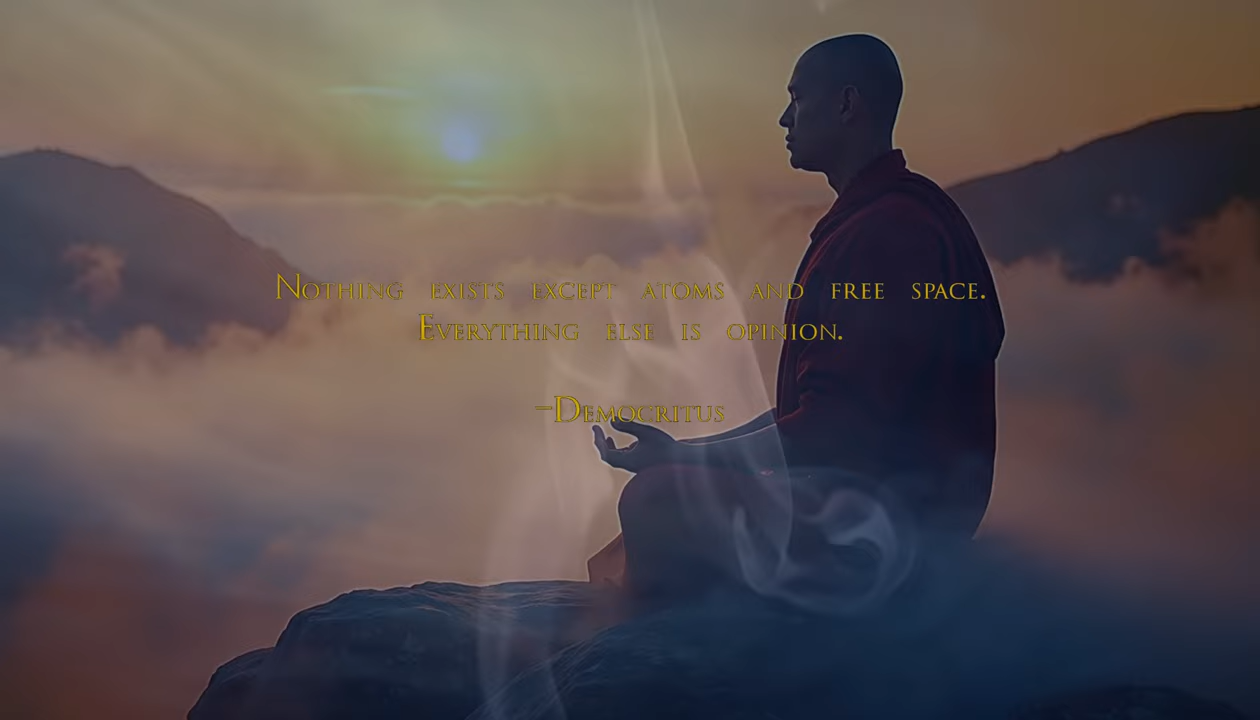 Nothing exists except atoms and free space.
Everything else is opinion.
–Democritus